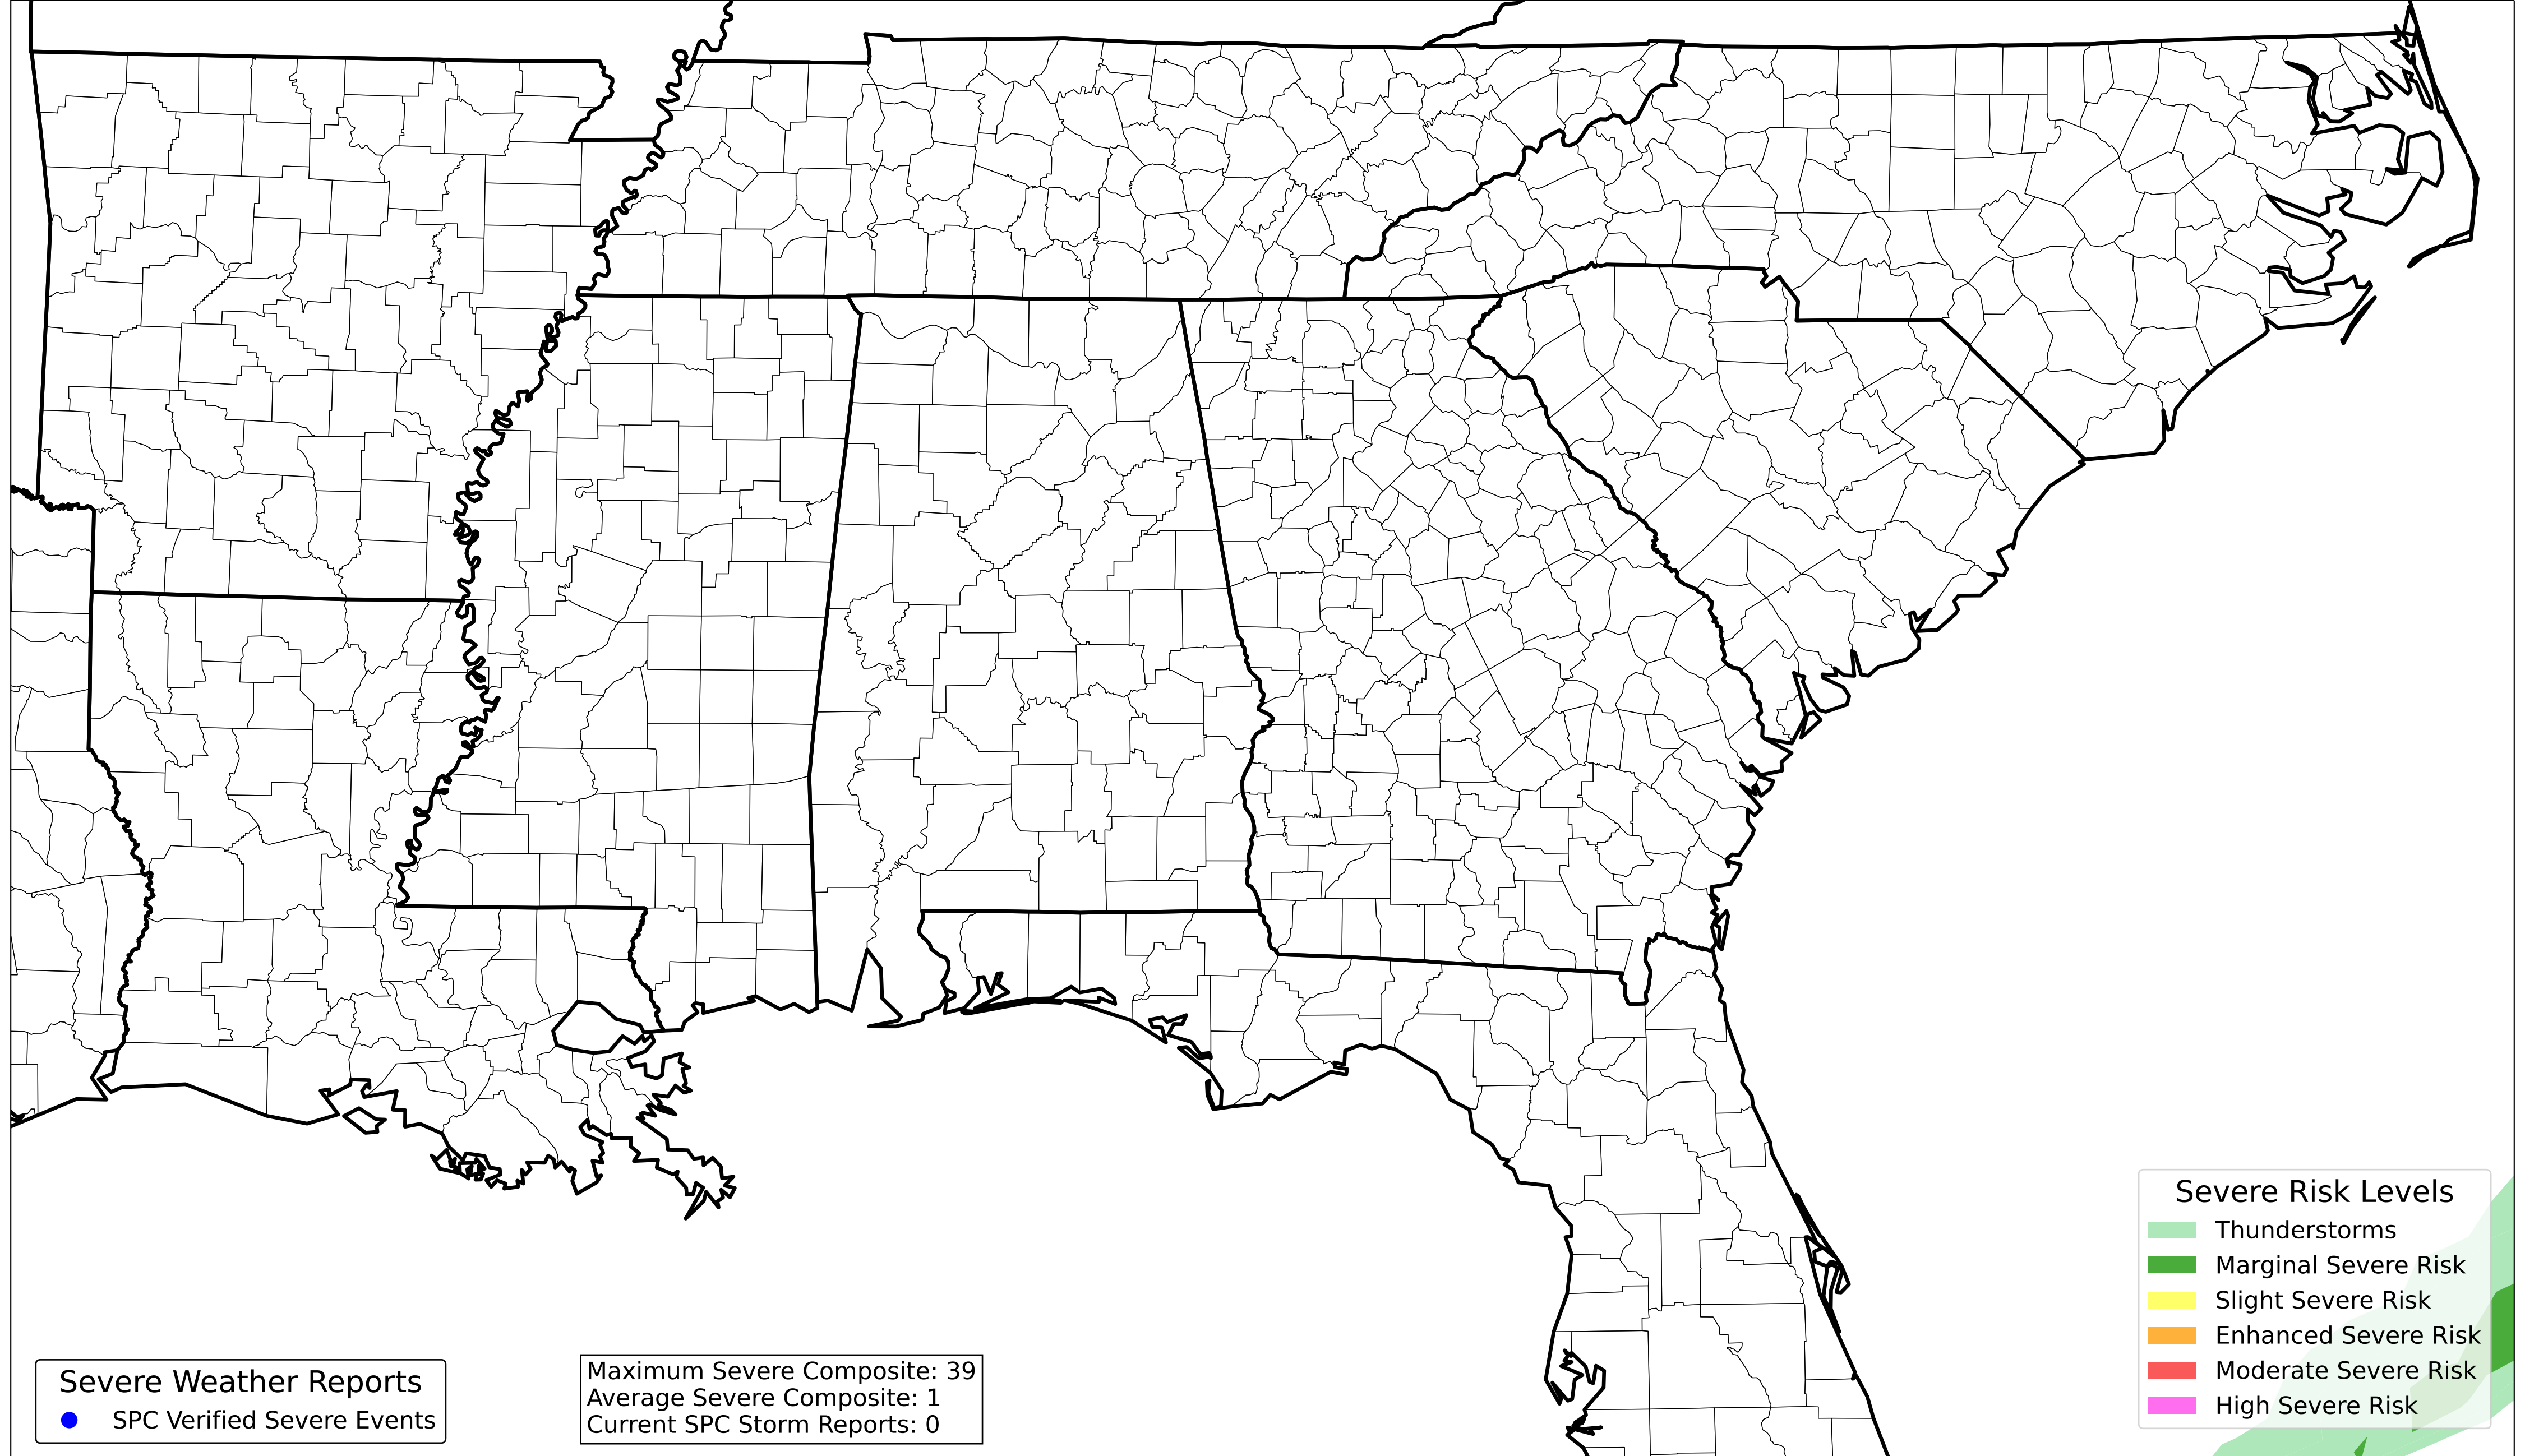 Severe Risk Levels
Thunderstorms
Marginal Severe Risk
Slight Severe Risk
Enhanced Severe Risk
Moderate Severe Risk
High Severe Risk
Severe Weather Reports
SPC Verified Severe Events
Maximum Severe Composite: 39
Average Severe Composite: 1
Current SPC Storm Reports: 0